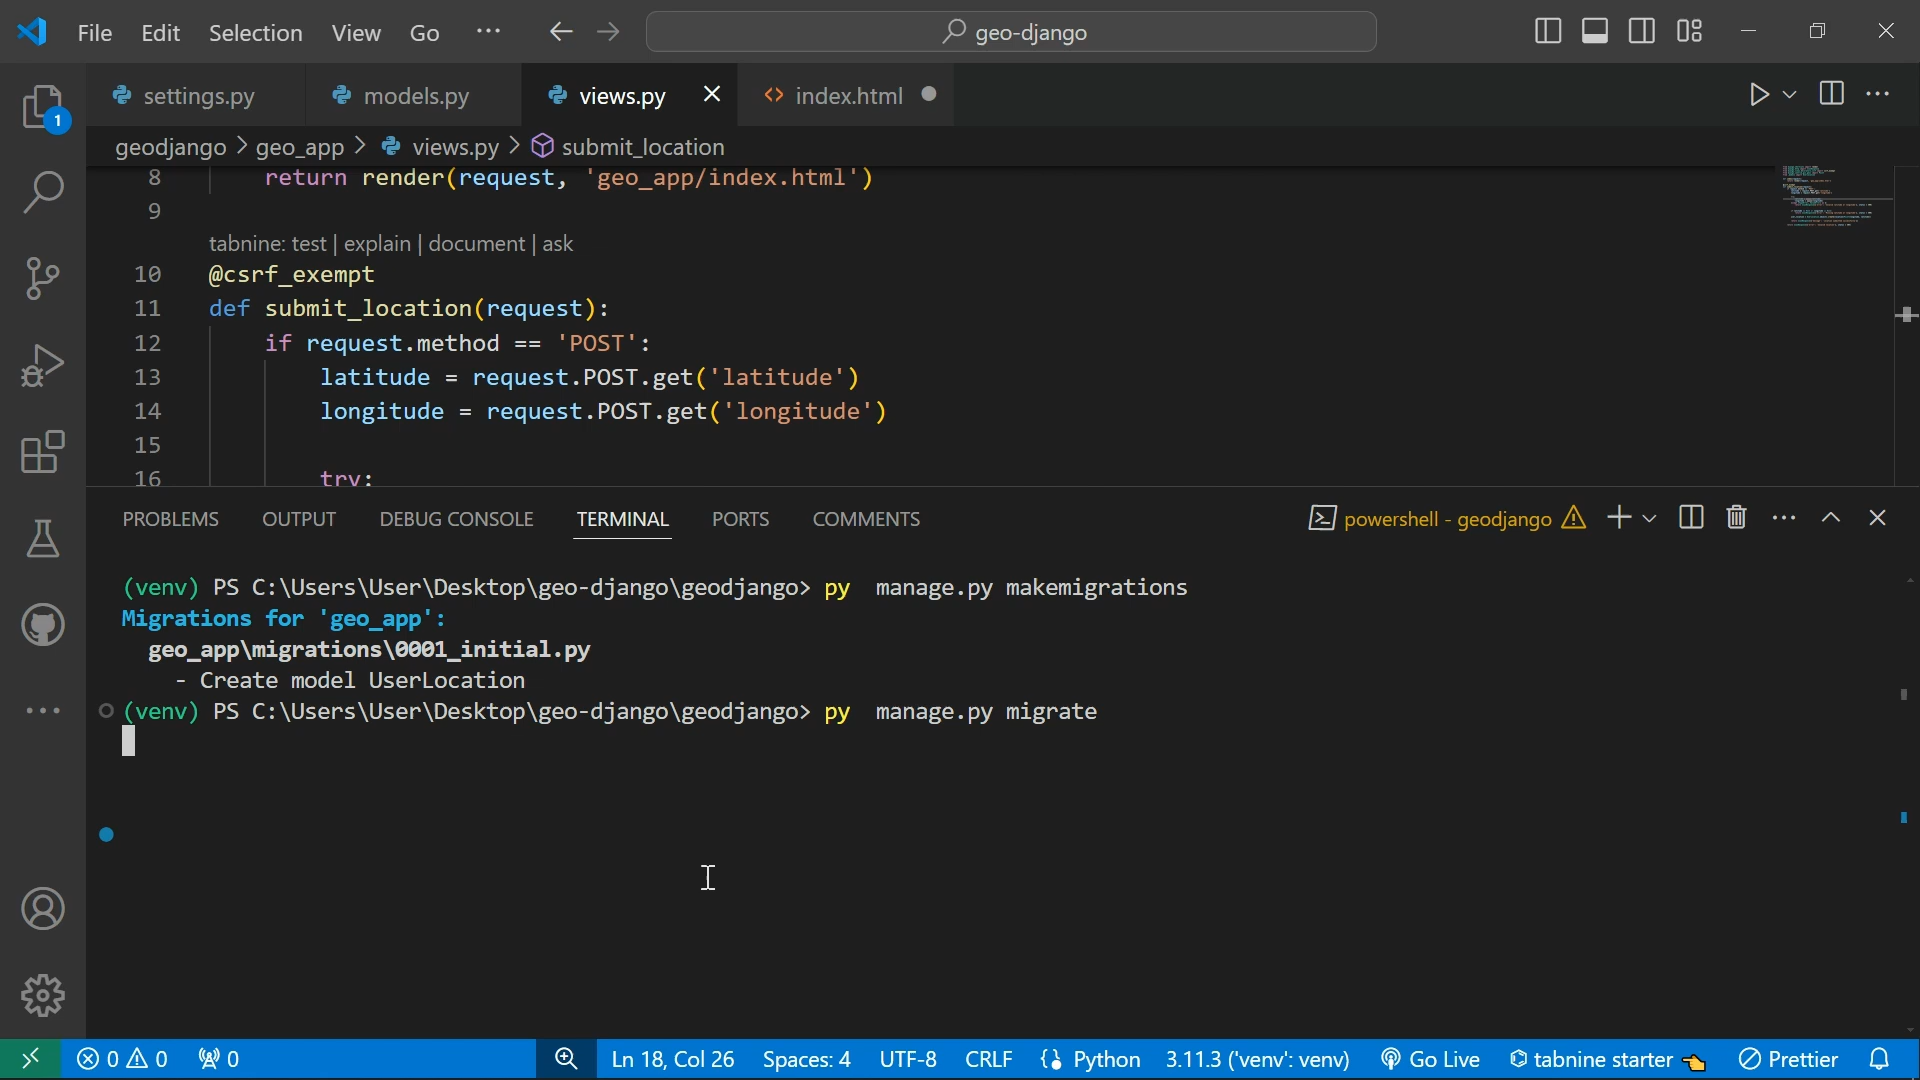 File Edit Selection View Go ··· geo-django
1
settings.py models.py views.py index.html
geodjango > geo_app > views.py > submit_location
8 return render(request, 'geo_app/index.html')
9
tabnine: test | explain | document | ask
10 @csrf_exempt
11 def submit_location(request):
12 if request.method == 'POST':
13 latitude = request.POST.get('latitude')
14 longitude = request.POST.get('longitude')
15
16 try:
PROBLEMS OUTPUT DEBUG CONSOLE TERMINAL PORTS COMMENTS powershell - geodjango
(venv) PS C:\Users\User\Desktop\geo-django\geodjango> py manage.py makemigrations
Migrations for 'geo_app':
geo_app\migrations\0001_initial.py
- Create model UserLocation
(venv) PS C:\Users\User\Desktop\geo-django\geodjango> py manage.py migrate
0 0 0 Ln 18, Col 26 Spaces: 4 UTF-8 CRLF Python 3.11.3 ('venv': venv) Go Live tabnine starter Prettier